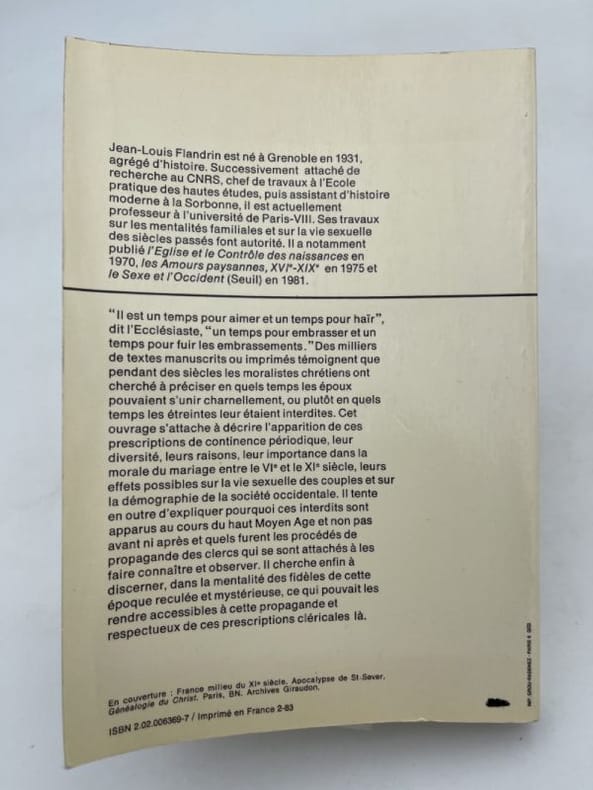 Jean-Louis Flandrin est né à Grenoble en 1931,
agrégé d'histoire. Successivement attaché de
recherche au CNRS, chef de travaux à l'Ecole
pratique des hautes études, puis assistant d'histoire
moderne à la Sorbonne, il est actuellement
professeur à l'université de Paris-VIII. Ses travaux
sur les mentalités familiales et sur la vie sexuelle
des siècles passés font autorité. Il a notamment
publié l'Eglise et le Contrôle des naissances en
1970, les Amours paysannes, XVIe-XIXe en 1975 et
le Sexe et l'Occident (Seuil) en 1981.
"Il est un temps pour aimer et un temps pour haïr",
dit l'Ecclésiaste, "un temps pour embrasser et un
temps pour fuir les embrassements." Des milliers
de textes manuscrits ou imprimés témoignent que
pendant des siècles les moralistes chrétiens ont
cherché à préciser en quels temps les époux
pouvaient s'unir charnellement, ou plutôt en quels
temps les étreintes leur étaient interdites. Cet
ouvrage s'attache à décrire l'apparition de ces
prescriptions de continence périodique, leur
diversité, leurs raisons, leur importance dans la
morale du mariage entre le VIe et le XIe siècle, leurs
effets possibles sur la vie sexuelle des couples et sur
la démographie de la société occidentale. Il tente
en outre d'expliquer pourquoi ces interdits sont
apparus au cours du haut Moyen Age et non pas
avant ni après et quels furent les procédés de
propagande des clercs qui se sont attachés à les
faire connaître et observer. Il cherche enfin à
discerner, dans la mentalité des fidèles de cette
époque reculée et mystérieuse, ce qui pouvait les
rendre accessibles à cette propagande et
respectueux de ces prescriptions cléricales là.
En couverture : France milieu du XIe siècle. Apocalypse de St-Sever.
Généalogie du Christ. Paris, BN. Archives Giraudon.
ISBN 2.02.006369-7 / Imprimé en France 2-83